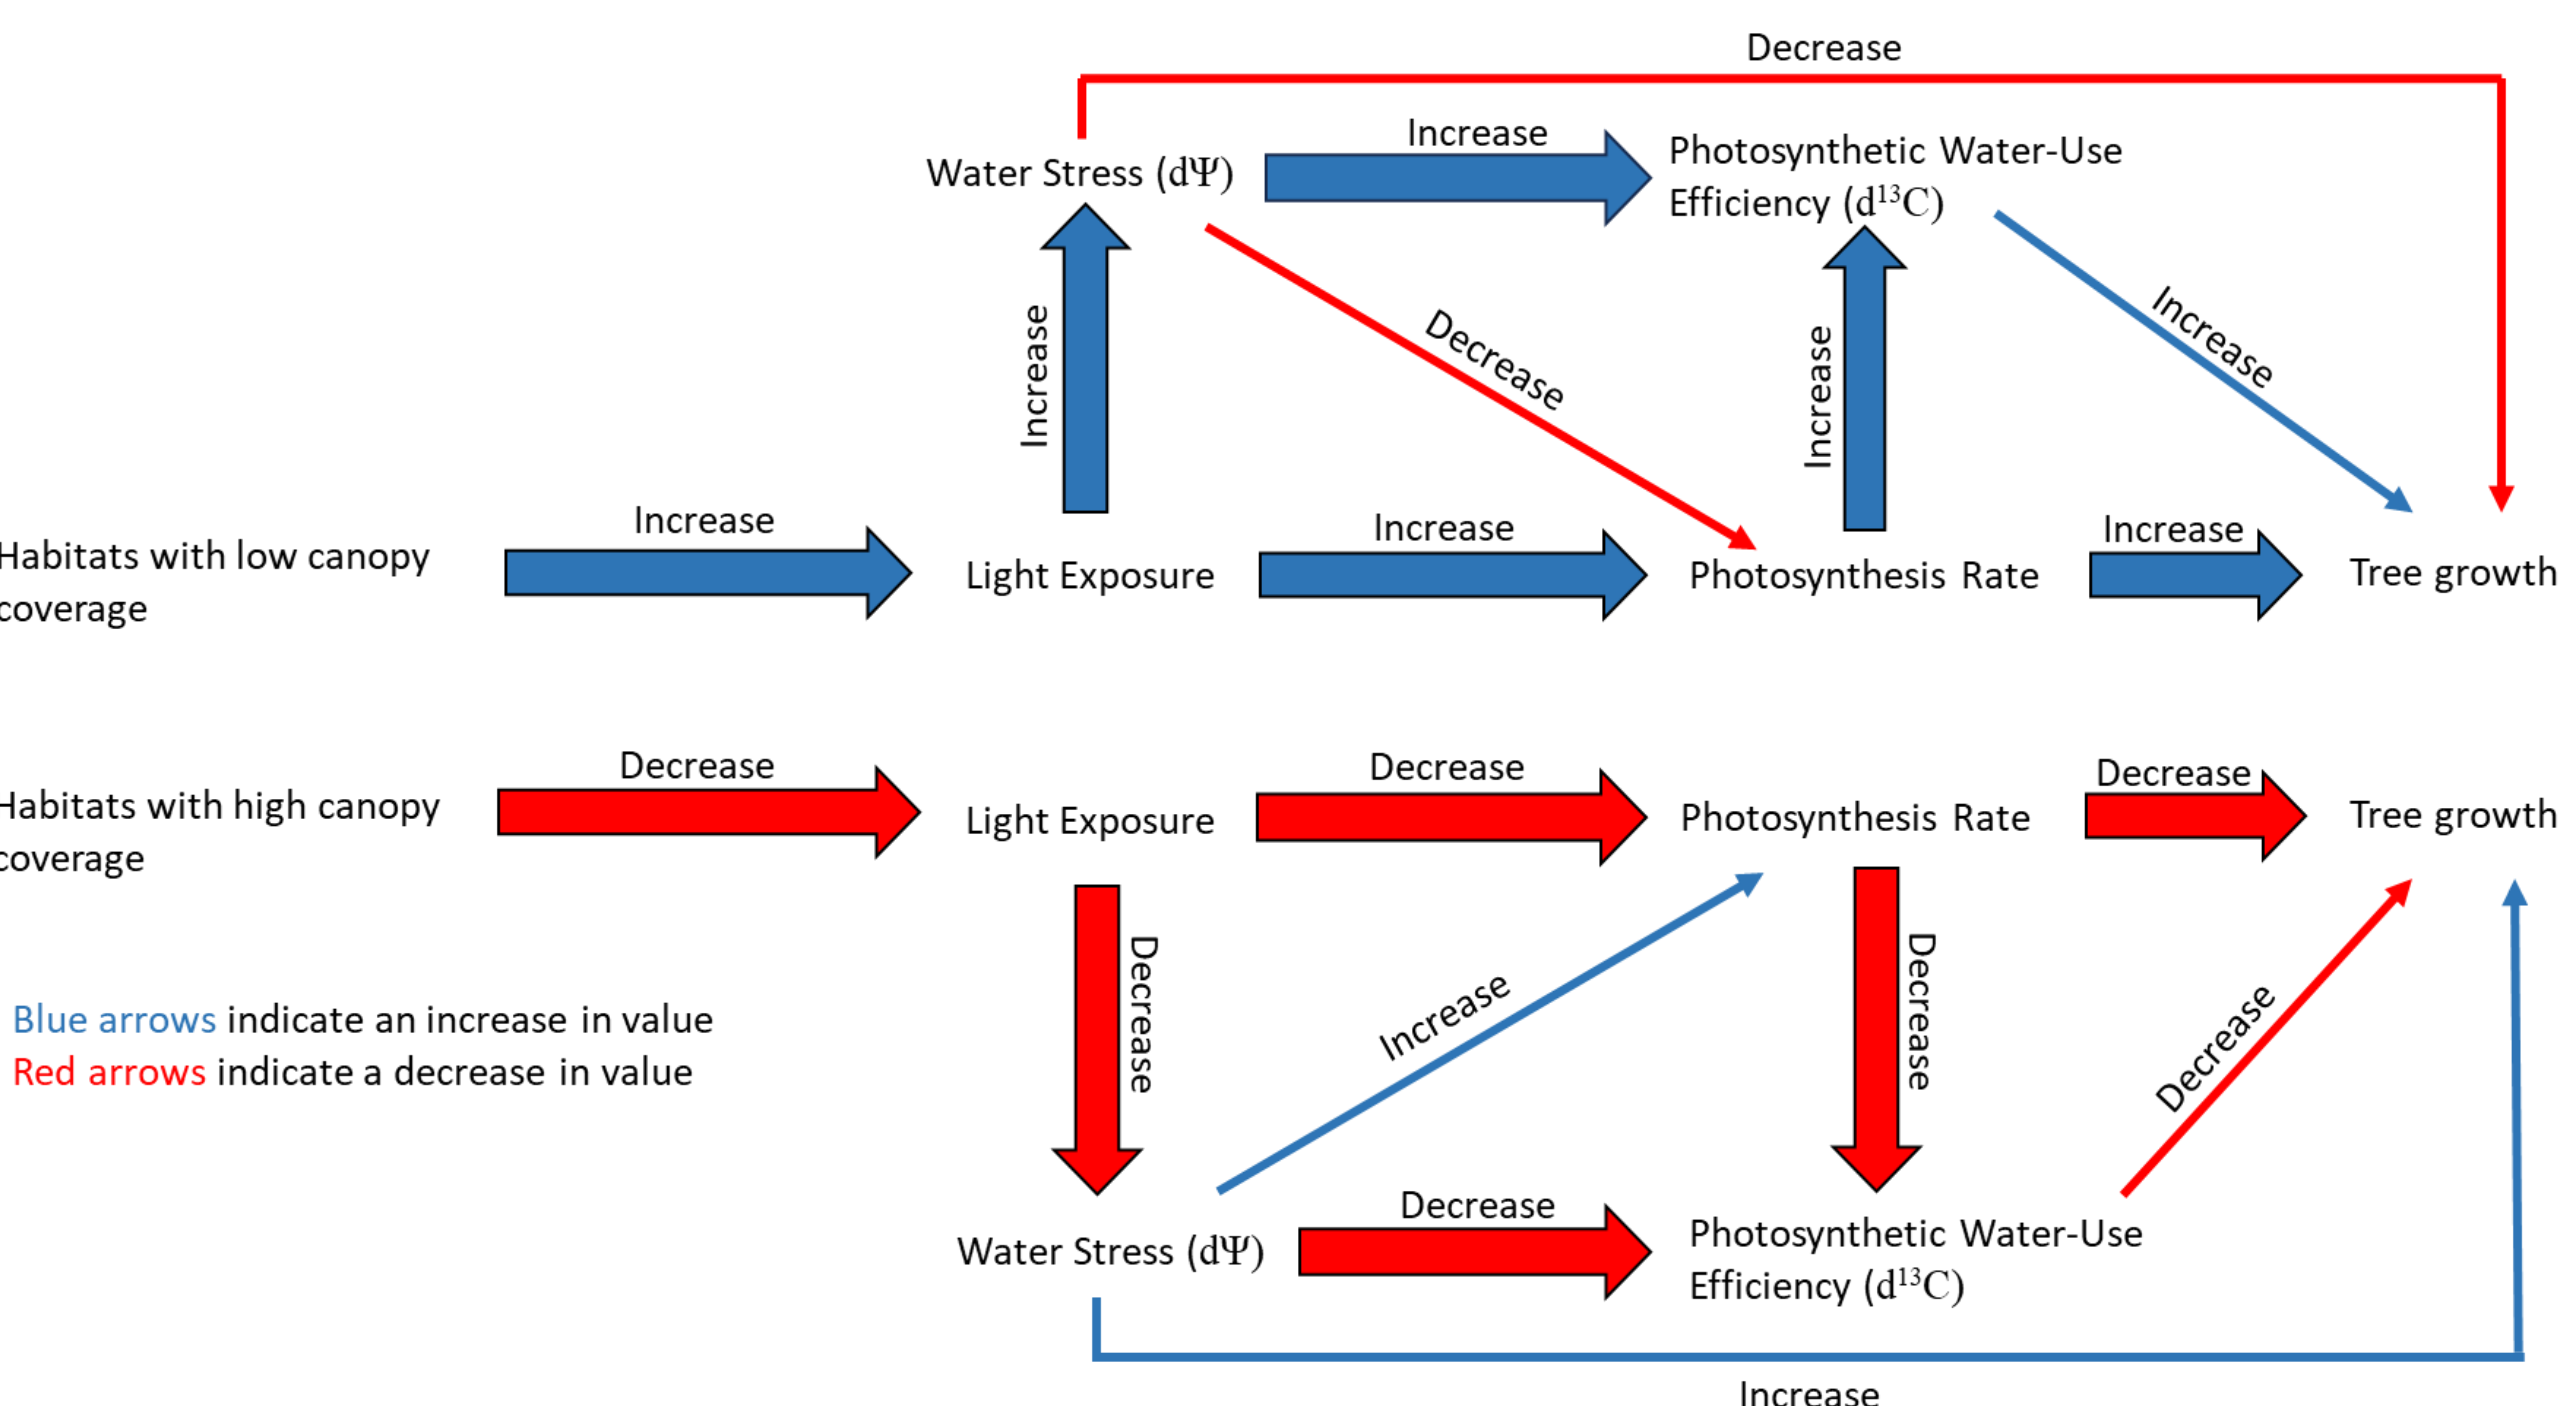 Decrease
Increase
Water Stress (dΨ)
Photosynthetic Water-Use
Efficiency (d¹³C)
Increase
Decrease
Increase
Increase
Habitats with low canopy
coverage
Increase
Light Exposure
Increase
Photosynthesis Rate
Increase
Tree growth
Habitats with high canopy
coverage
Decrease
Light Exposure
Decrease
Photosynthesis Rate
Decrease
Tree growth
Decrease
Increase
Decrease
Decrease
Blue arrows indicate an increase in value
Red arrows indicate a decrease in value
Water Stress (dΨ)
Decrease
Photosynthetic Water-Use
Efficiency (d¹³C)
Increase